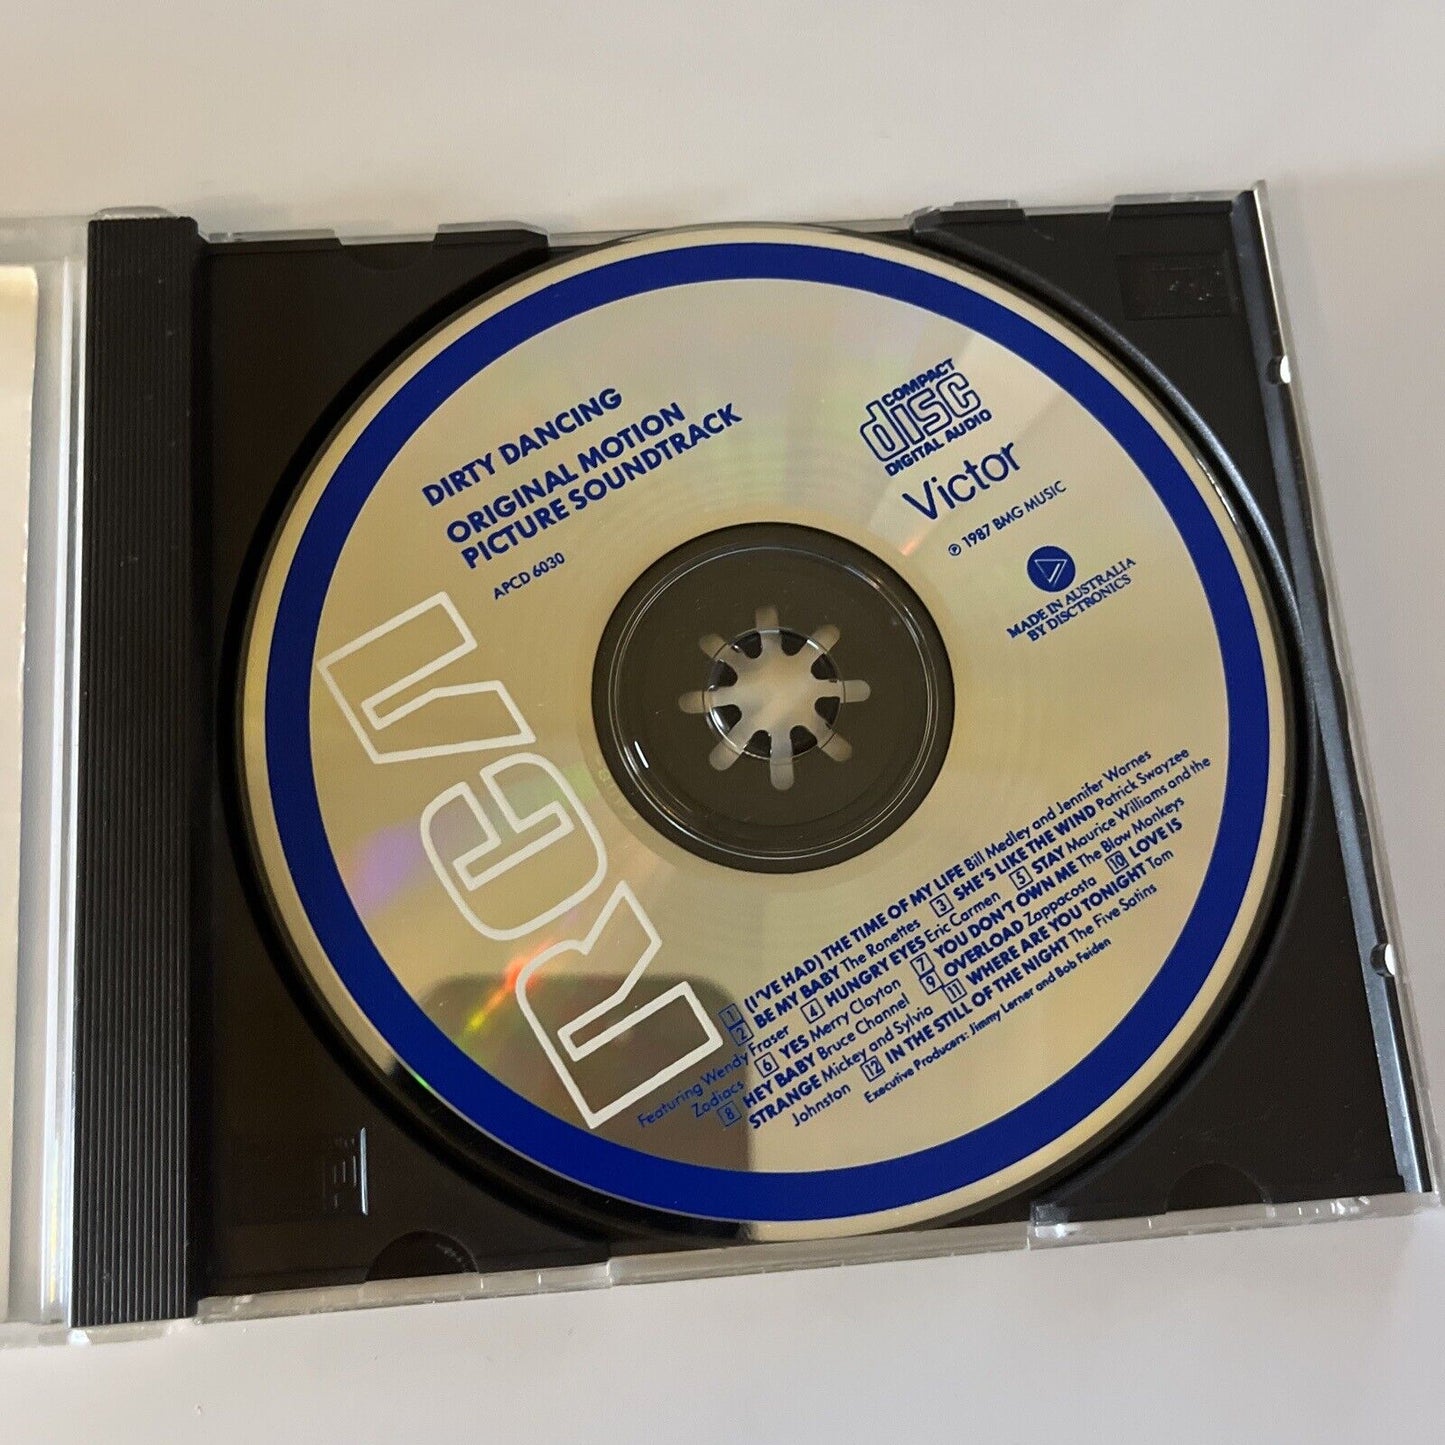 DIRTY DANCING
ORIGINAL MOTION
PICTURE SOUNDTRACK
APCD 6030
COMPACT
disc
DIGITAL AUDIO
Victor
℗ 1987 BMG MUSIC
MADE IN AUSTRALIA
BY DISCTRONICS
RCA
1 (I'VE HAD) THE TIME OF MY LIFE Bill Medley and Jennifer Warnes
2 BE MY BABY The Ronettes 3 SHE'S LIKE THE WIND Patrick Swayzee
Featuring Wendy Fraser 4 HUNGRY EYES Eric Carmen 5 STAY Maurice Williams and the
Zodiacs 6 YES Merry Clayton 7 YOU DON'T OWN ME The Blow Monkeys
8 HEY BABY Bruce Channel 9 OVERLOAD Zappacosta 10 LOVE IS
STRANGE Mickey and Sylvia 11 WHERE ARE YOU TONIGHT Tom
Johnston 12 IN THE STILL OF THE NIGHT The Five Satins
Executive Producers: Jimmy Lerner and Bob Feiden